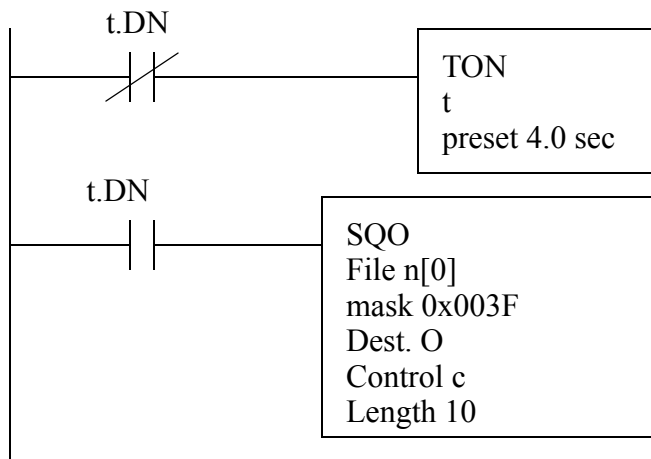 t.DN
TON
t
preset 4.0 sec
t.DN
SQO
File n[0]
mask 0x003F
Dest. O
Control c
Length 10